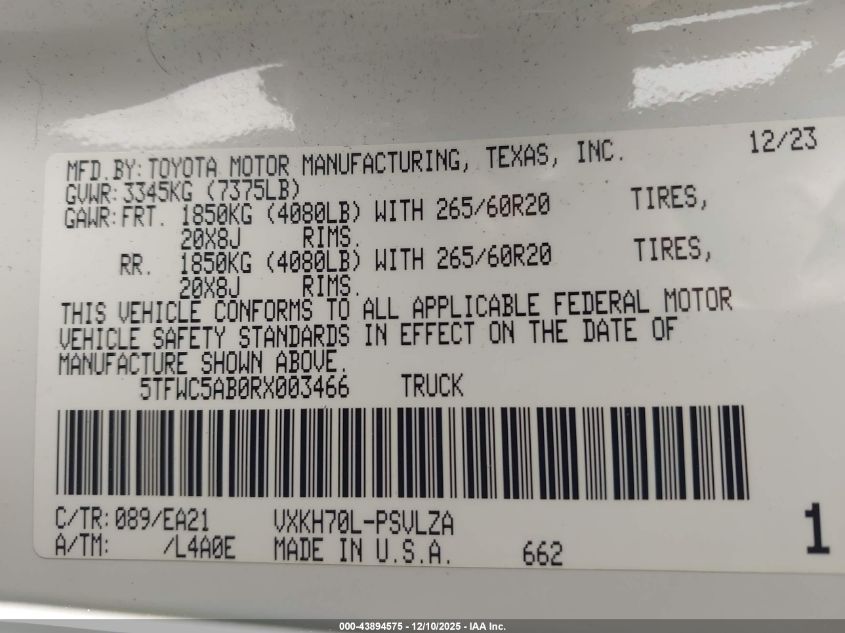 MFD.BY: TOYOTA MOTOR MANUFACTURING, TEXAS, INC. 12/23
GVWR: 3345KG (7375LB)
GAWR: FRT. 1850KG (4080LB) WITH 265/60R20 TIRES,
20X8J RIMS.
RR. 1850KG (4080LB) WITH 265/60R20 TIRES,
20X8J RIMS.
THIS VEHICLE CONFORMS TO ALL APPLICABLE FEDERAL MOTOR
VEHICLE SAFETY STANDARDS IN EFFECT ON THE DATE OF
MANUFACTURE SHOWN ABOVE.
5TFWC5AB0RX003466 TRUCK
C/TR: 089/EA21 VXKH70L-PSVLZA
A/TM: /L4A0E MADE IN U.S.A. 662 1
000-43894575 - 12/10/2025 - IAA Inc.